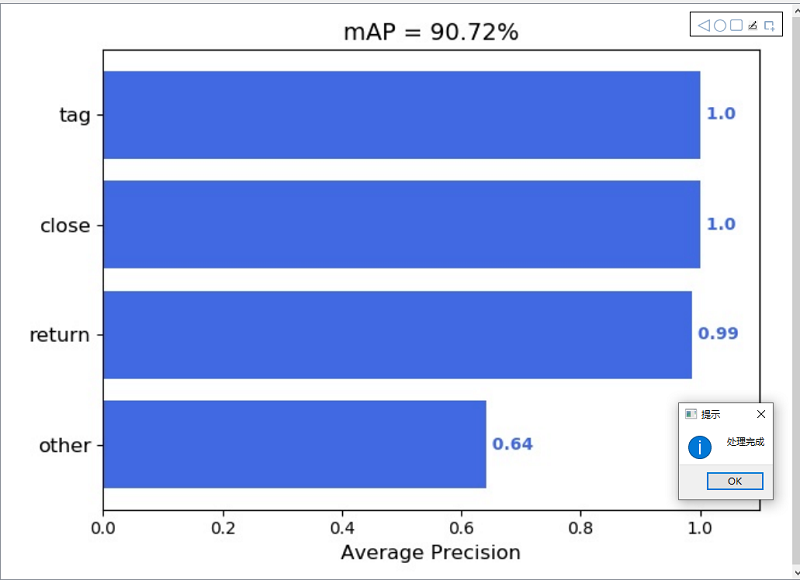 mAP = 90.72%
tag
1.0
close
1.0
return
0.99
other
0.64
提示
处理完成
OK
0.0 0.2 0.4 0.6 0.8 1.0
Average Precision